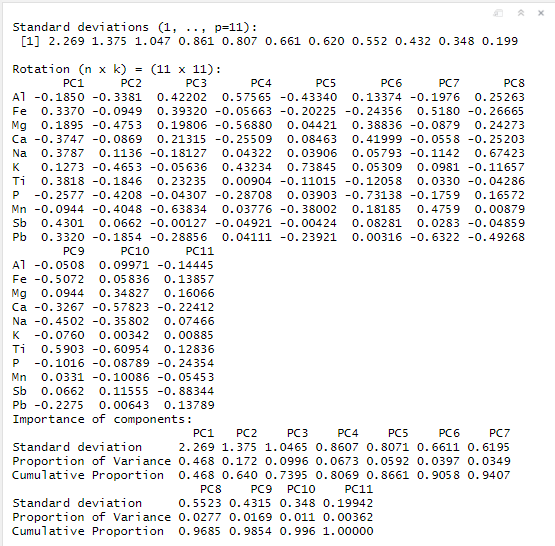 Standard deviations (1, .., p=11):
 [1] 2.269 1.375 1.047 0.861 0.807 0.661 0.620 0.552 0.432 0.348 0.199
Rotation (n x k) = (11 x 11):
       PC1     PC2      PC3      PC4      PC5      PC6     PC7      PC8
Al -0.1850 -0.3381  0.42202  0.57565 -0.43340  0.13374 -0.1976  0.25263
Fe  0.3370 -0.0949  0.39320 -0.05663 -0.20225 -0.24356  0.5180 -0.26665
Mg  0.1895 -0.4753  0.19806 -0.56880  0.04421  0.38836 -0.0879  0.24273
Ca -0.3747 -0.0869  0.21315 -0.25509  0.08463  0.41999 -0.0558 -0.25203
Na  0.3787  0.1136 -0.18127  0.04322  0.03906  0.05793 -0.1142  0.67423
K   0.1273 -0.4653 -0.05636  0.43234  0.73845  0.05309  0.0981 -0.11657
Ti  0.3818 -0.1846  0.23235  0.00904 -0.11015 -0.12058  0.0330 -0.04286
P  -0.2577 -0.4208 -0.04307 -0.28708  0.03903 -0.73138 -0.1759  0.16572
Mn -0.0944 -0.4048 -0.63834  0.03776 -0.38002  0.18185  0.4759  0.00879
Sb  0.4301  0.0662 -0.00127 -0.04921 -0.00424  0.08281  0.0283 -0.04859
Pb  0.3320 -0.1854 -0.28856  0.04111 -0.23921  0.00316 -0.6322 -0.49268
       PC9     PC10     PC11
Al -0.0508  0.09971 -0.14445
Fe -0.5072  0.05836  0.13857
Mg  0.0944  0.34827  0.16066
Ca -0.3267 -0.57823 -0.22412
Na -0.4502 -0.35802  0.07466
K  -0.0760  0.00342  0.00885
Ti  0.5903 -0.60954  0.12836
P  -0.1016 -0.08789 -0.24354
Mn  0.0331 -0.10086 -0.05453
Sb  0.0662  0.11555 -0.88344
Pb -0.2275  0.00643  0.13789
Importance of components:
                         PC1   PC2    PC3    PC4    PC5    PC6    PC7
Standard deviation     2.269 1.375 1.0465 0.8607 0.8071 0.6611 0.6195
Proportion of Variance 0.468 0.172 0.0996 0.0673 0.0592 0.0397 0.0349
Cumulative Proportion  0.468 0.640 0.7395 0.8069 0.8661 0.9058 0.9407
                          PC8    PC9  PC10    PC11
Standard deviation     0.5523 0.4315 0.348 0.19942
Proportion of Variance 0.0277 0.0169 0.011 0.00362
Cumulative Proportion  0.9685 0.9854 0.996 1.00000